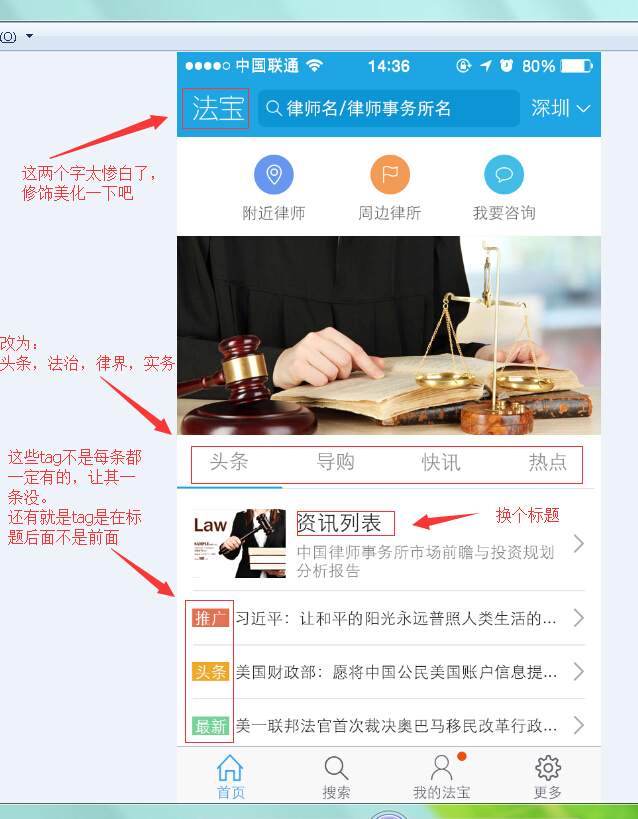 (O)
中国联通 14:36 80%
法宝 律师名/律师事务所名 深圳
这两个字太惨白了，
修饰美化一下吧
附近律师 周边律所 我要咨询
改为：
头条，法治，律界，实务
头条 导购 快讯 热点
这些tag不是每条都
一定有的，让其一
条没。
还有就是tag是在标
题后面不是前面
Law
SAMPLE
资讯列表
换个标题
中国律师事务所市场前瞻与投资规划
分析报告
推广 习近平：让和平的阳光永远普照人类生活的...
头条 美国财政部：愿将中国公民美国账户信息提...
最新 美一联邦法官首次裁决奥巴马移民改革行政...
首页 搜索 我的法宝 更多